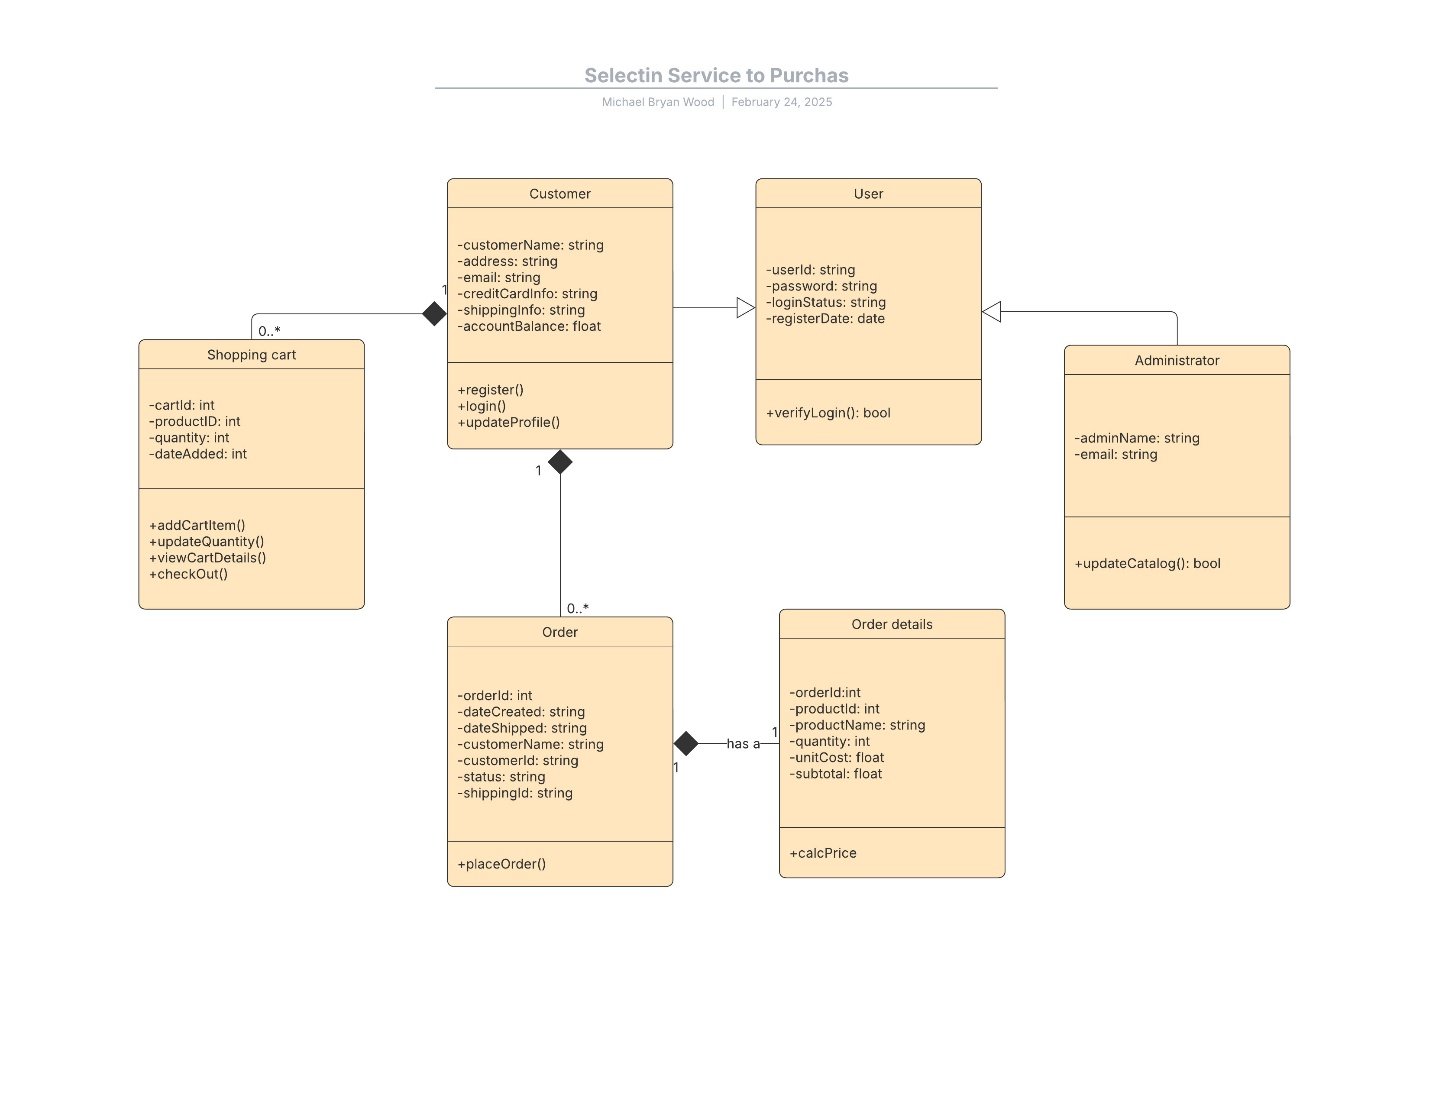 Selectin Service to Purchas
Michael Bryan Wood | February 24, 2025
Customer
-customerName: string
-address: string
-email: string
-creditCardInfo: string
-shippingInfo: string
-accountBalance: float
+register()
+login()
+updateProfile()
User
-userId: string
-password: string
-loginStatus: string
-registerDate: date
+verifyLogin(): bool
1
0..*
Shopping cart
-cartId: int
-productID: int
-quantity: int
-dateAdded: int
+addCartItem()
+updateQuantity()
+viewCartDetails()
+checkOut()
Administrator
-adminName: string
-email: string
+updateCatalog(): bool
1
0..*
Order
-orderId: int
-dateCreated: string
-dateShipped: string
-customerName: string
-customerId: string
-status: string
-shippingId: string
+placeOrder()
1
has a
1
Order details
-orderId:int
-productId: int
-productName: string
-quantity: int
-unitCost: float
-subtotal: float
+calcPrice